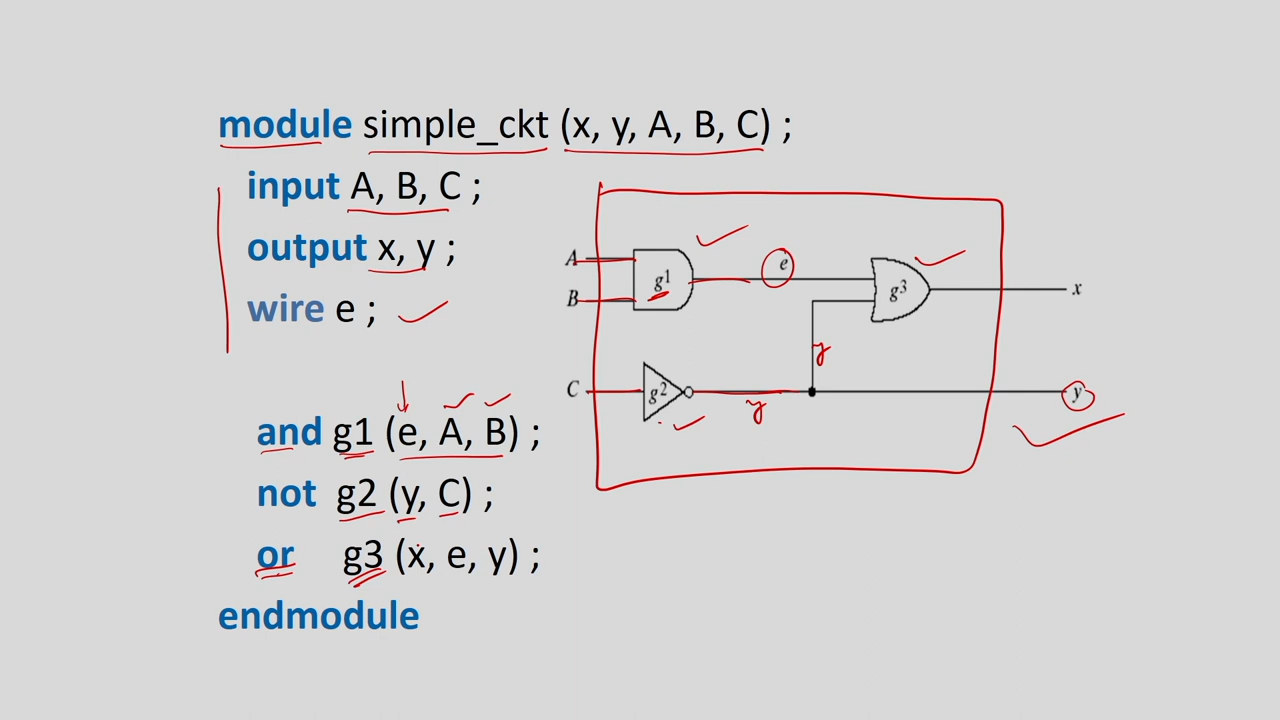 module simple_ckt (x, y, A, B, C) ;
input A, B, C ;
output x, y ;
wire e ;
and g1 (e, A, B) ;
not g2 (y, C) ;
or g3 (x, e, y) ;
endmodule
A
B
g1
e
g3
x
y
C
g2
y
y